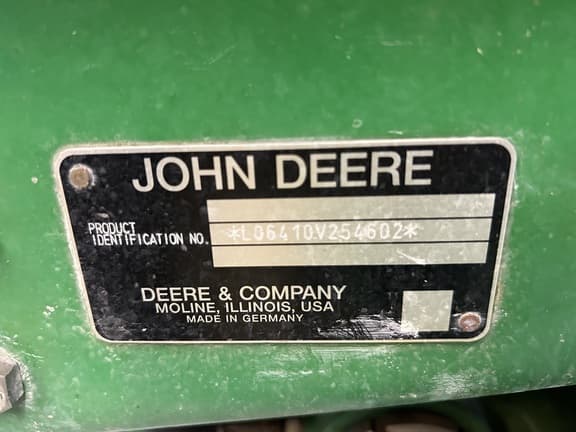 JOHN DEERE
PRODUCT
IDENTIFICATION NO.
*L06410V254602*
DEERE & COMPANY
MOLINE, ILLINOIS, USA
MADE IN GERMANY